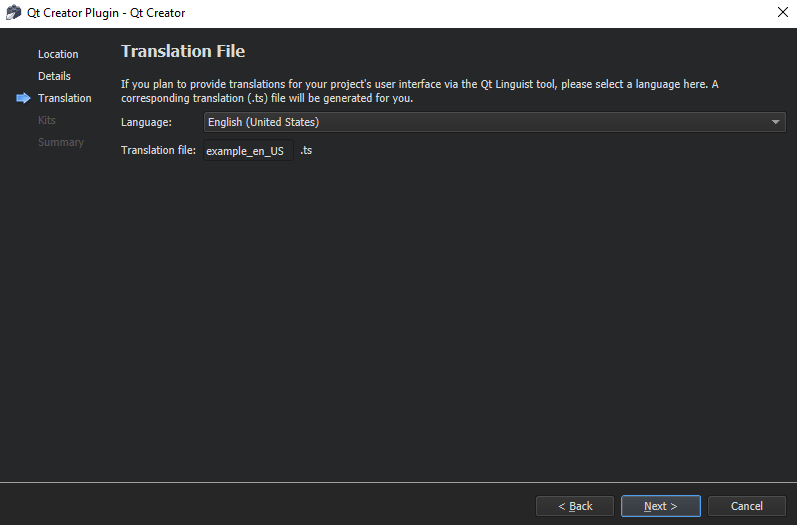 Qt Creator Plugin - Qt Creator
Location
Details
Translation
Kits
Summary
Translation File
If you plan to provide translations for your project's user interface via the Qt Linguist tool, please select a language here. A
corresponding translation (.ts) file will be generated for you.
Language: English (United States)
Translation file: example_en_US .ts
< Back Next > Cancel